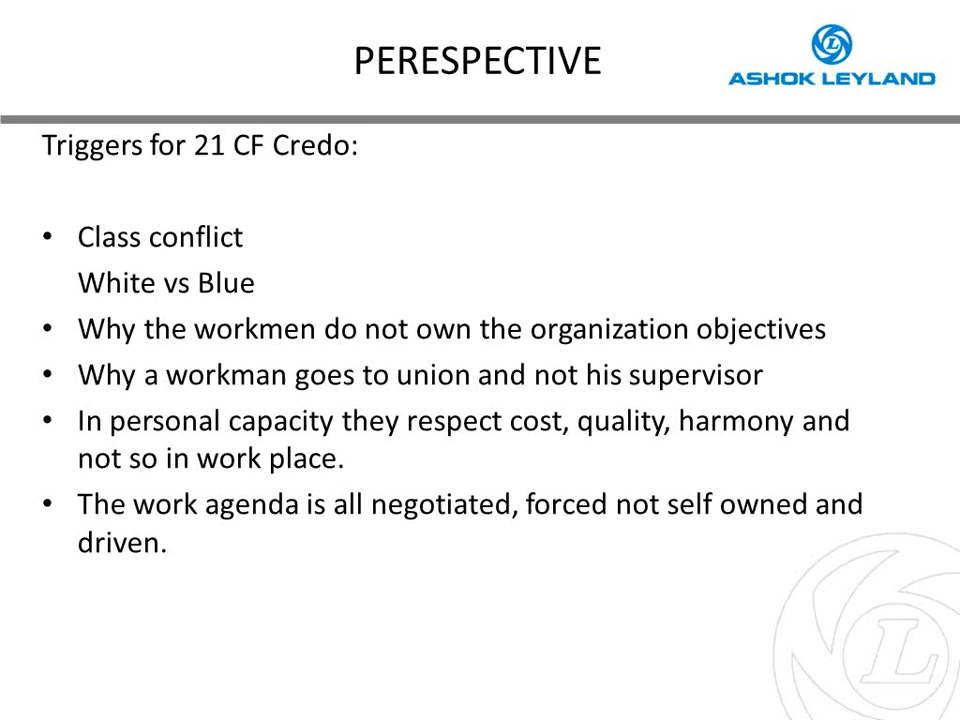 PERESPECTIVE
ASHOK LEYLAND
Triggers for 21 CF Credo:
• Class conflict
White vs Blue
• Why the workmen do not own the organization objectives
• Why a workman goes to union and not his supervisor
• In personal capacity they respect cost, quality, harmony and
not so in work place.
• The work agenda is all negotiated, forced not self owned and
driven.
L